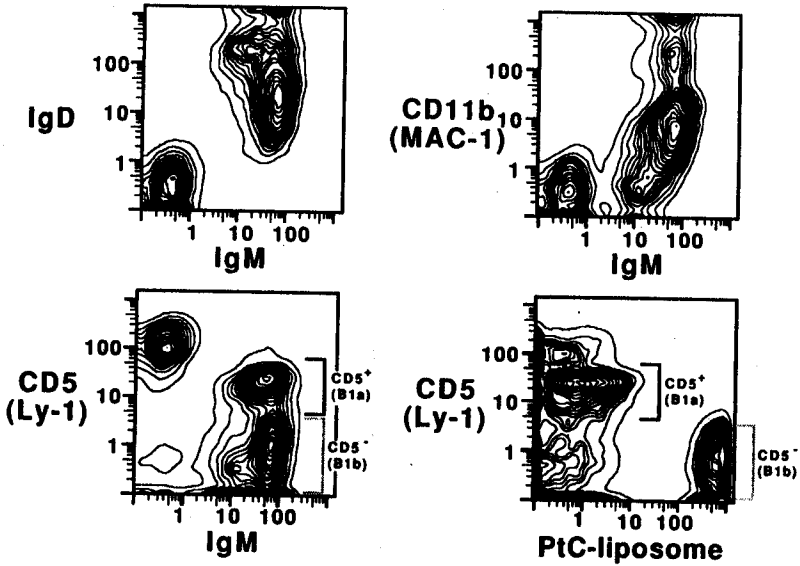 100
10
1
IgD
1 10 100
IgM
100
10
1
CD11b
(MAC-1)
1 10 100
IgM
100
10
1
CD5
(Ly-1)
CD5+
(B1a)
CD5-
(B1b)
1 10 100
IgM
100
10
1
CD5
(Ly-1)
CD5+
(B1a)
CD5-
(B1b)
1 10 100
PtC-liposome